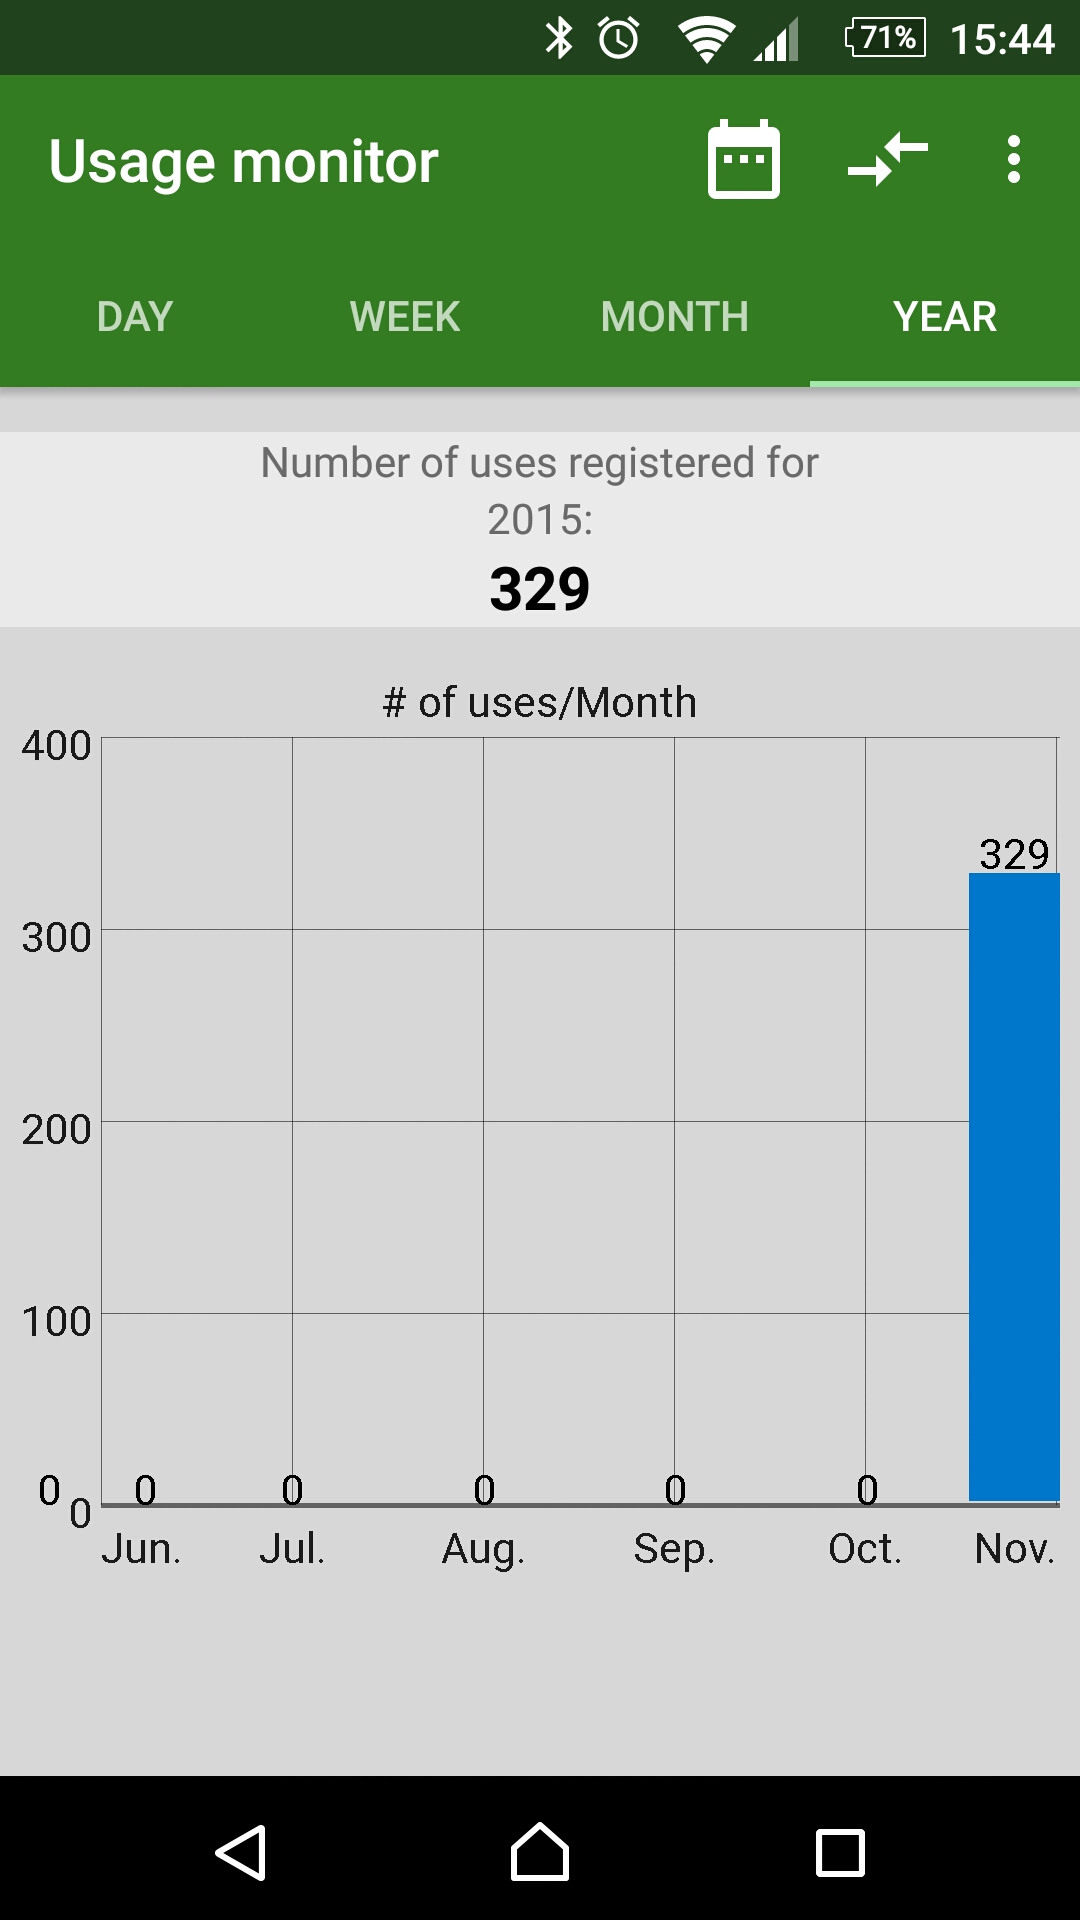 71% 15:44
Usage monitor
DAY WEEK MONTH YEAR
Number of uses registered for
2015:
329
# of uses/Month
400
329
300
200
100
0 0 0 0 0 0
0
Jun. Jul. Aug. Sep. Oct. Nov.